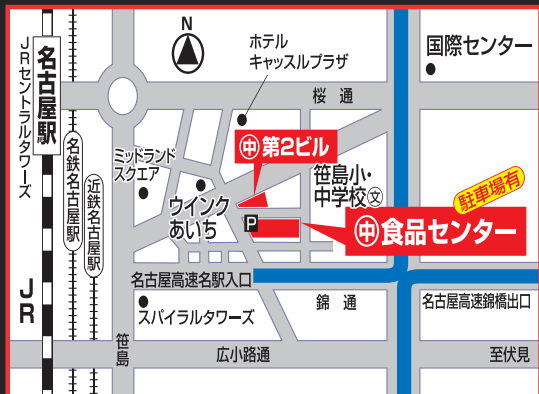 N
ホテル
キャッスルプラザ
国際センター
JRセントラルタワーズ
名古屋駅
桜通
名鉄名古屋駅
近鉄名古屋駅
ミッドランド
スクエア
㊥第2ビル
笹島小・
中学校㊛
ウインク
あいち
P
駐車場有
㊥食品センター
名古屋高速名駅入口
JR
スパイラルタワーズ
錦通
名古屋高速錦橋出口
笹島
広小路通
至伏見